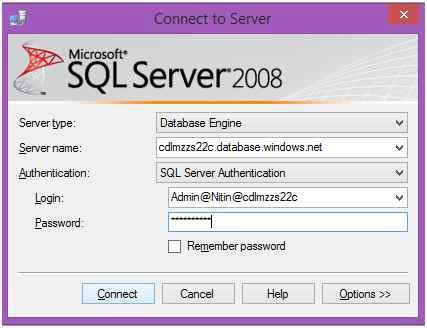 Connect to Server
Microsoft®
SQL Server® 2008
Server type: Database Engine
Server name: cdlmzzs22c.database.windows.net
Authentication: SQL Server Authentication
Login: Admin@Nitin@cdlmzzs22c
Password: **********
Remember password
Connect Cancel Help Options >>